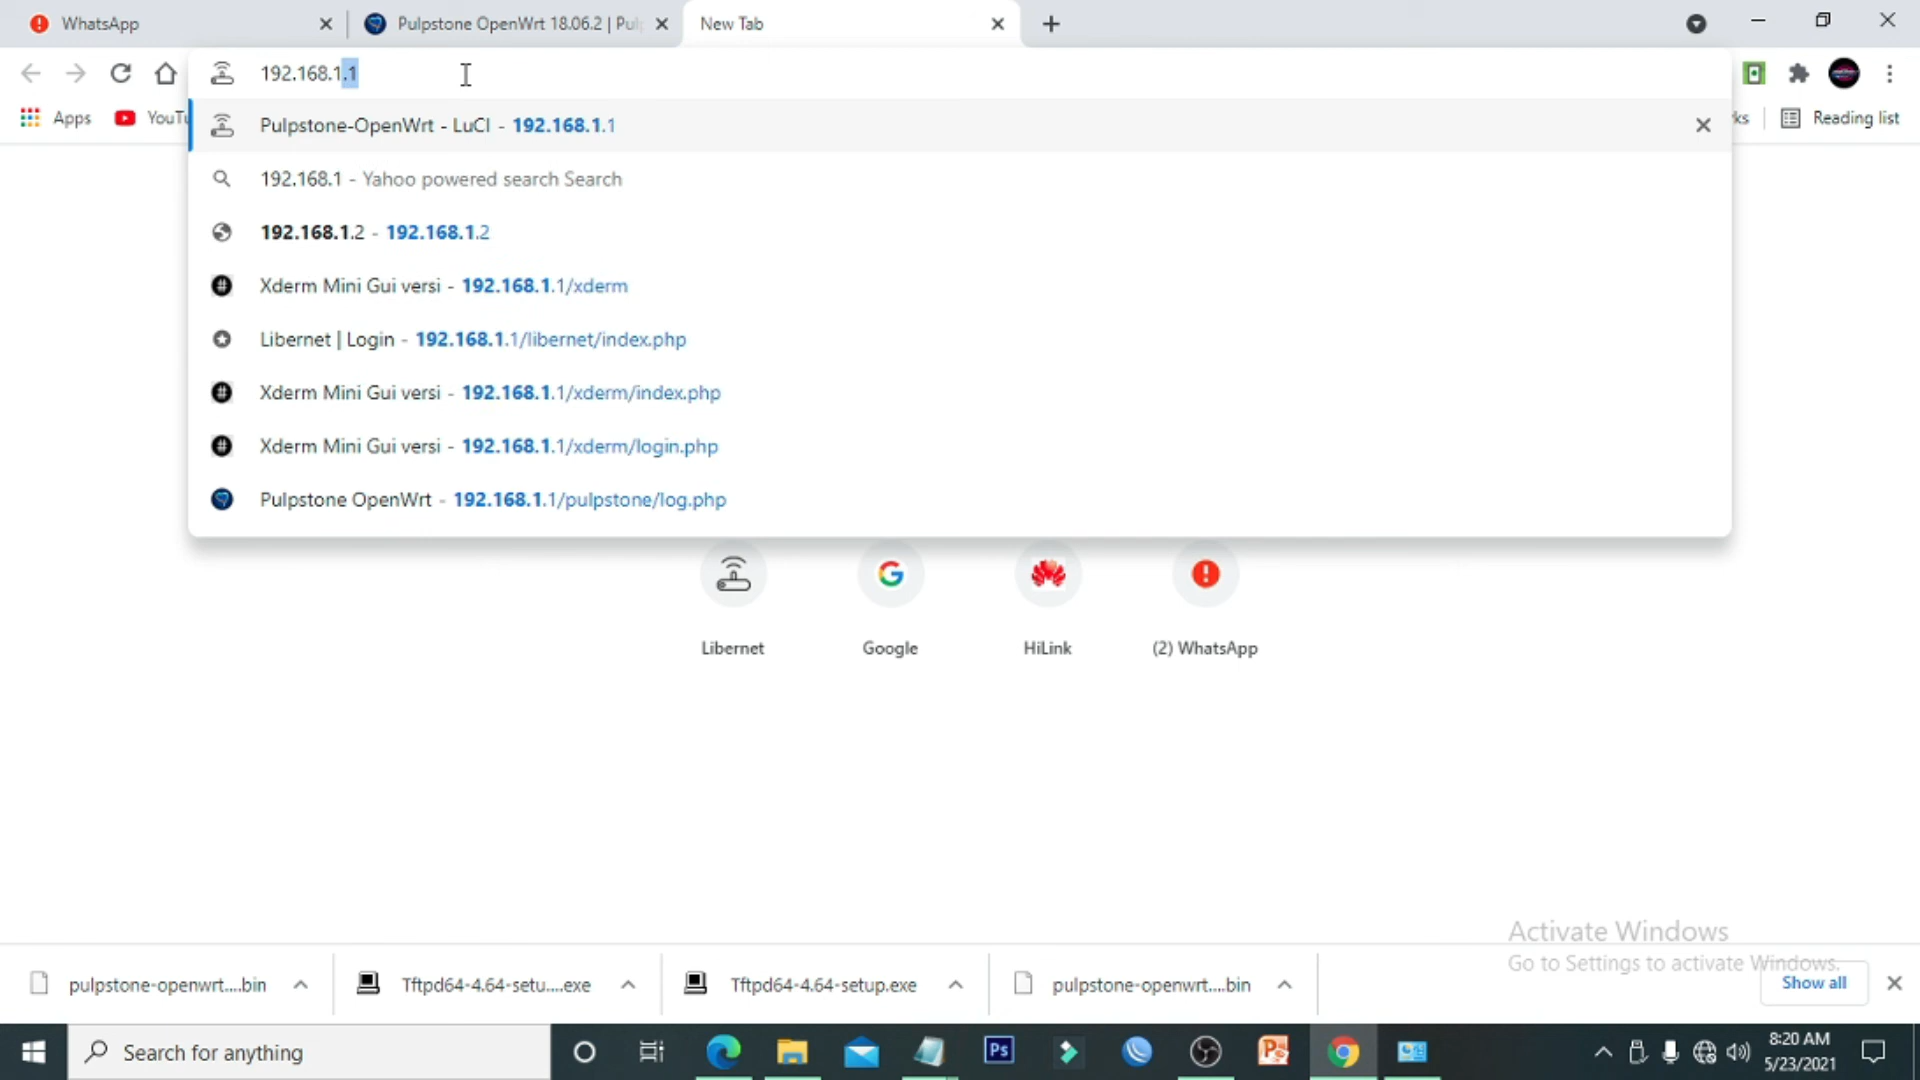 WhatsApp
Pulpstone OpenWrt 18.06.2 | Pul
New Tab
192.168.1.1
Apps
YouTu
ks
Reading list
Pulpstone-OpenWrt - LuCI - 192.168.1.1
192.168.1 - Yahoo powered search Search
192.168.1.2 - 192.168.1.2
Xderm Mini Gui versi - 192.168.1.1/xderm
Libernet | Login - 192.168.1.1/libernet/index.php
Xderm Mini Gui versi - 192.168.1.1/xderm/index.php
Xderm Mini Gui versi - 192.168.1.1/xderm/login.php
Pulpstone OpenWrt - 192.168.1.1/pulpstone/log.php
Libernet
Google
HiLink
(2) WhatsApp
Activate Windows
Go to Settings to activate Windows.
pulpstone-openwrt....bin
Tftpd64-4.64-setu....exe
Tftpd64-4.64-setup.exe
pulpstone-openwrt....bin
Show all
Search for anything
Ps
8:20 AM
5/23/2021